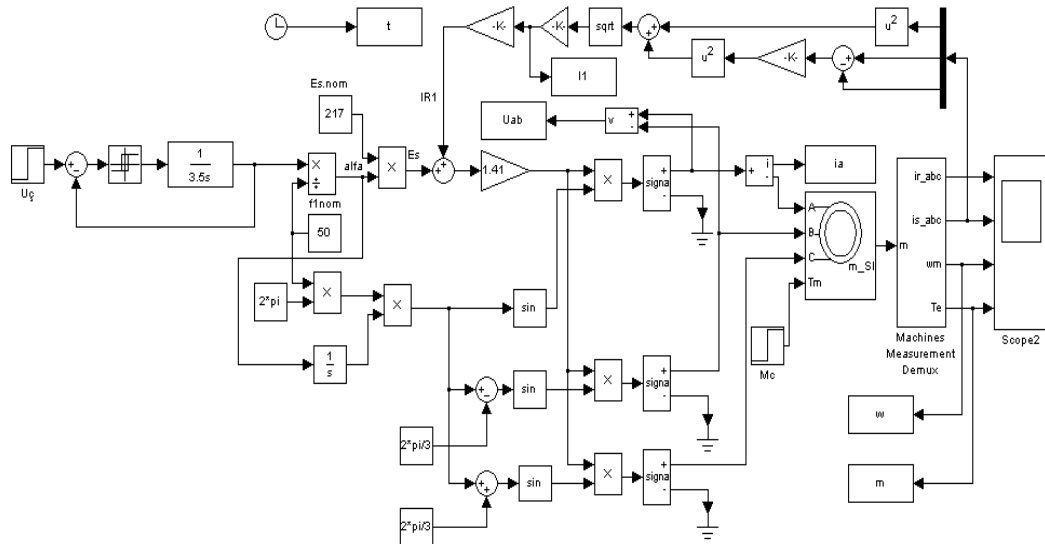 t
-K-
-K-
sqrt
u²
u²
-K-
I1
IR1
Es.nom
217
Uab
v
+
-
Uç
1
3.5s
×
÷
alfa
f1nom
50
×
Es
1.41
×
signa
+
-
+
-
i
ia
A
B
C
Tm
m_SI
m
ir_abc
is_abc
wm
Te
Machines
Measurement
Demux
Scope2
2*pi
×
×
sin
1
s
Mc
sin
×
signa
+
-
2*pi/3
w
sin
×
signa
+
-
2*pi/3
m